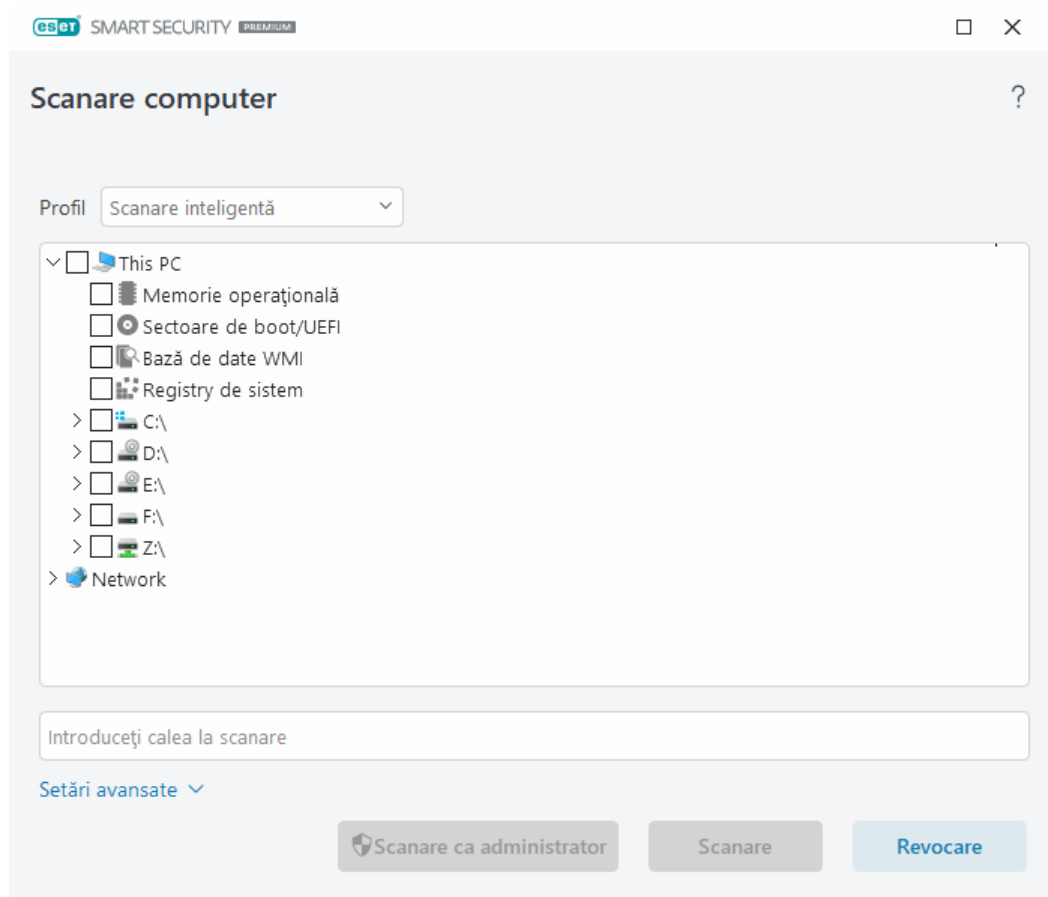 eset SMART SECURITY PREMIUM
Scanare computer
?
Profil Scanare inteligentă
This PC
Memorie operaţională
Sectoare de boot/UEFI
Bază de date WMI
Registry de sistem
C:\
D:\
E:\
F:\
Z:\
Network
Introduceţi calea la scanare
Setări avansate
Scanare ca administrator Scanare Revocare